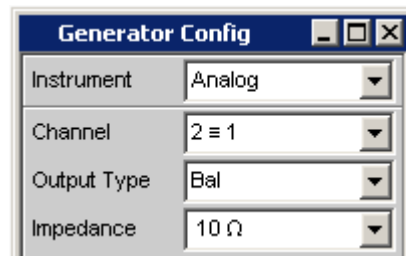 Generator Config
Instrument Analog
Channel 2 ≡ 1
Output Type Bal
Impedance 10 Ω